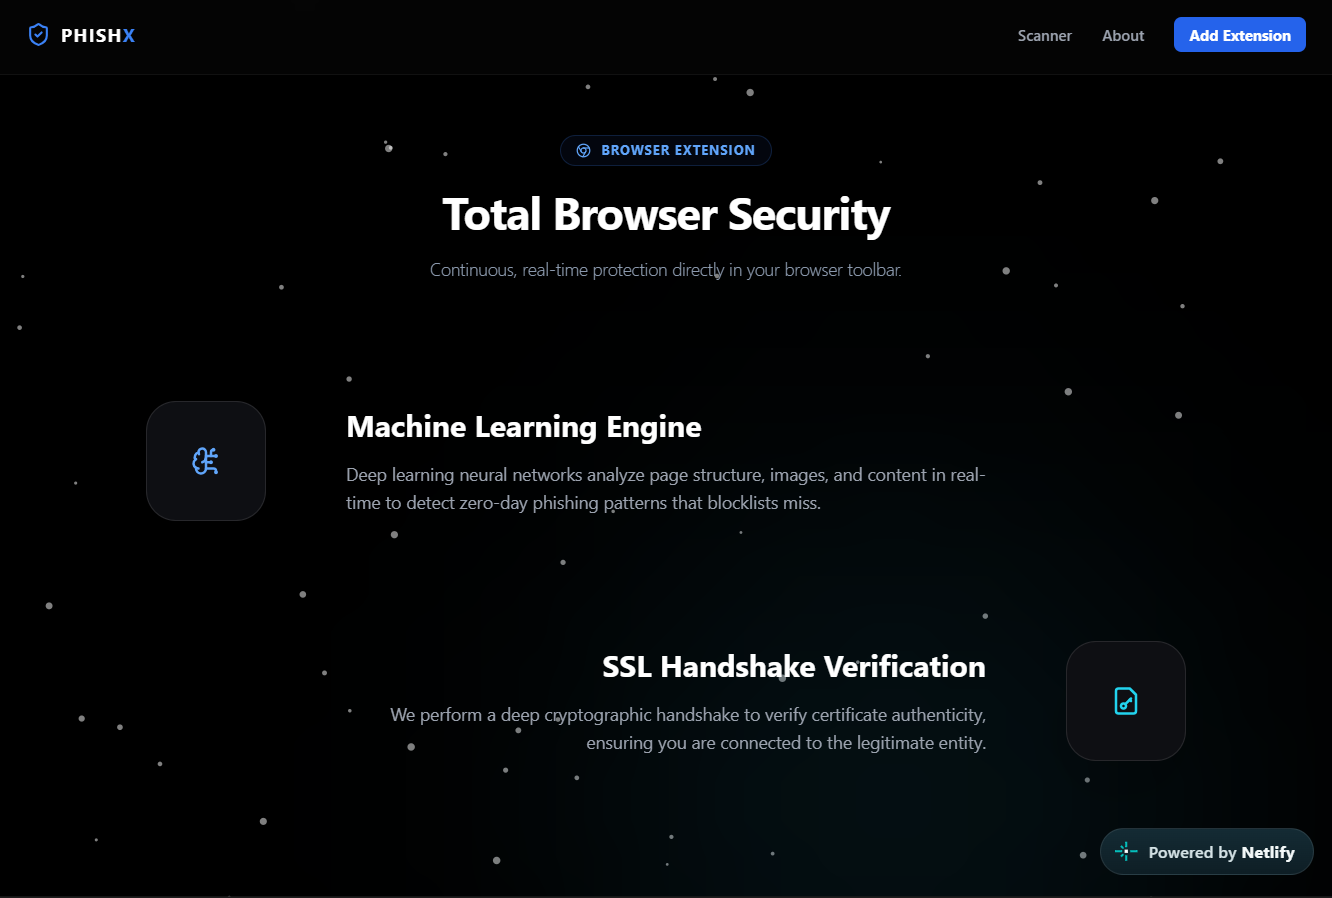 PHISHX
Scanner
About
Add Extension
BROWSER EXTENSION
Total Browser Security
Continuous, real-time protection directly in your browser toolbar.
Machine Learning Engine
Deep learning neural networks analyze page structure, images, and content in real-
time to detect zero-day phishing patterns that blocklists miss.
SSL Handshake Verification
We perform a deep cryptographic handshake to verify certificate authenticity,
ensuring you are connected to the legitimate entity.
Powered by Netlify